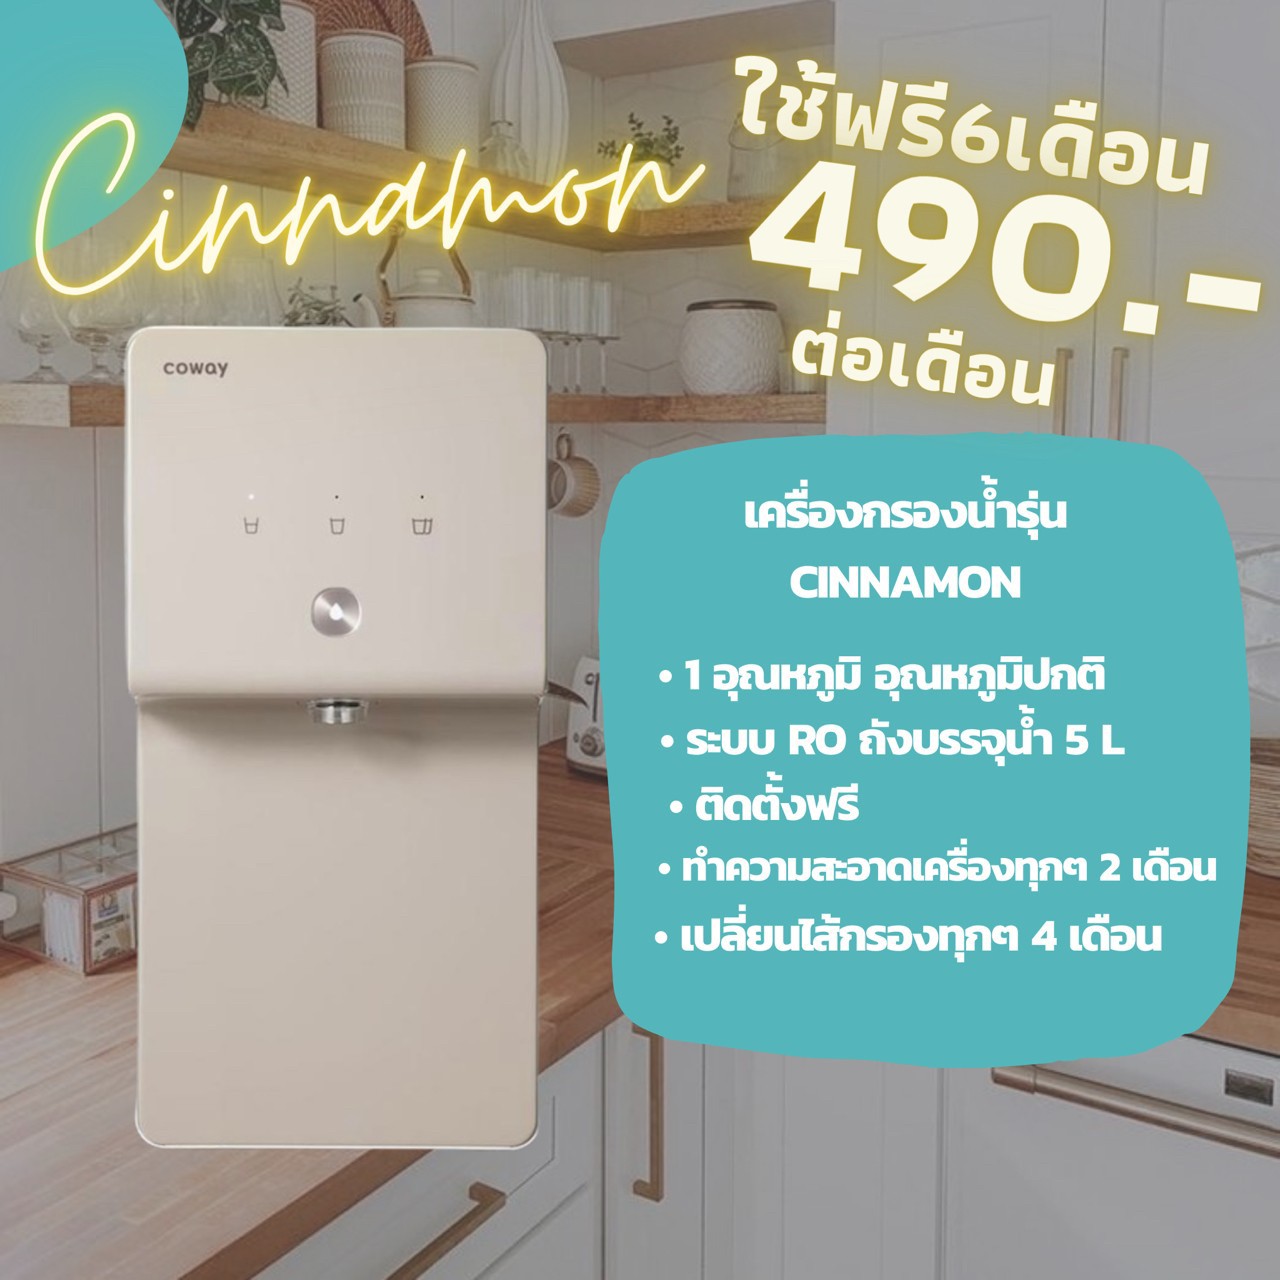 Cinnamon
ใช้ฟรี6เดือน
490.-
ต่อเดือน
coway
เครื่องกรองน้ำรุ่น
CINNAMON
• 1 อุณหภูมิ อุณหภูมิปกติ
• ระบบ RO ถังบรรจุน้ำ 5 L
• ติดตั้งฟรี
• ทำความสะอาดเครื่องทุกๆ 2 เดือน
• เปลี่ยนไส้กรองทุกๆ 4 เดือน